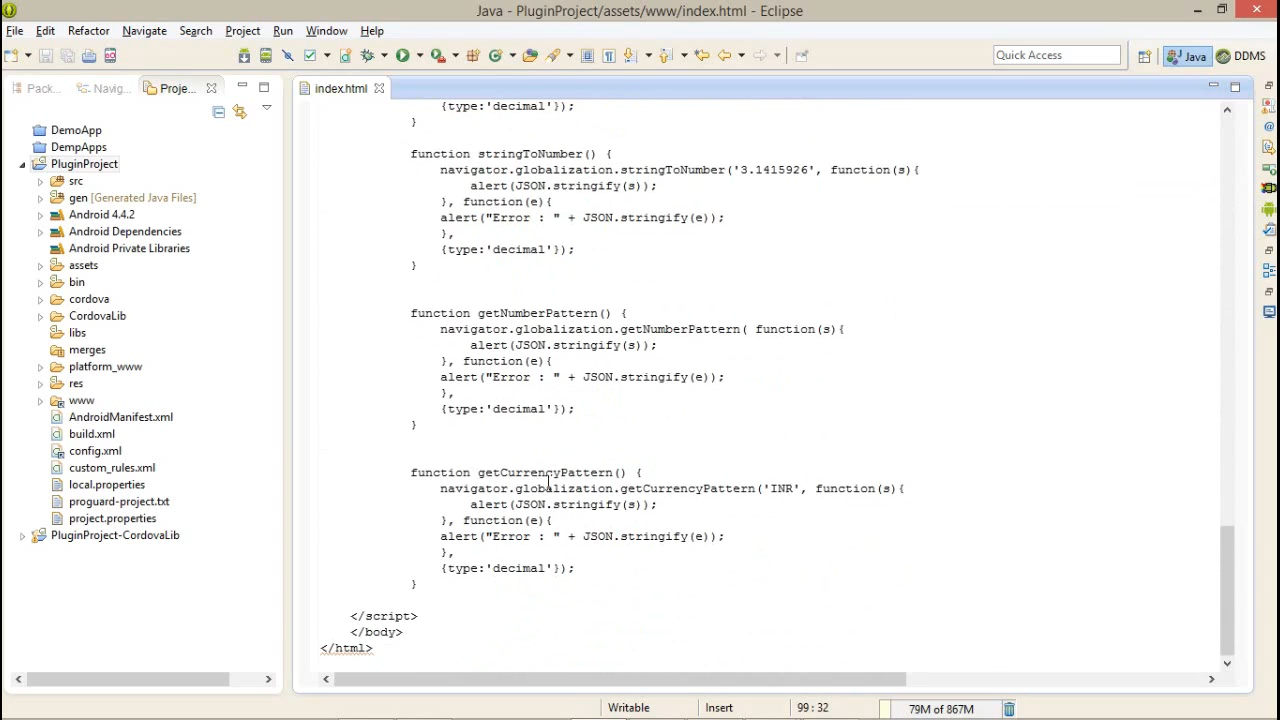 Java - PluginProject/assets/www/index.html - Eclipse
File Edit Refactor Navigate Search Project Run Window Help
Quick Access
Java
DDMS
Pack...
Navig...
Proje...
index.html
DemoApp
DempApps
PluginProject
src
gen [Generated Java Files]
Android 4.4.2
Android Dependencies
Android Private Libraries
assets
bin
cordova
CordovaLib
libs
merges
platform_www
res
www
AndroidManifest.xml
build.xml
config.xml
custom_rules.xml
local.properties
proguard-project.txt
project.properties
PluginProject-CordovaLib
{type:'decimal'});
}
function stringToNumber() {
navigator.globalization.stringToNumber('3.1415926', function(s){
alert(JSON.stringify(s));
}, function(e){
alert("Error : " + JSON.stringify(e));
},
{type:'decimal'});
}
function getNumberPattern() {
navigator.globalization.getNumberPattern( function(s){
alert(JSON.stringify(s));
}, function(e){
alert("Error : " + JSON.stringify(e));
},
{type:'decimal'});
}
function getCurrencyPattern() {
navigator.globalization.getCurrencyPattern('INR', function(s){
alert(JSON.stringify(s));
}, function(e){
alert("Error : " + JSON.stringify(e));
},
{type:'decimal'});
}
</script>
</body>
</html>
Writable
Insert
99 : 32
79M of 867M